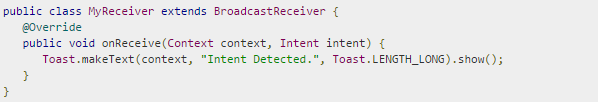 public class MyReceiver extends BroadcastReceiver {
@Override
public void onReceive(Context context, Intent intent) {
Toast.makeText(context, "Intent Detected.", Toast.LENGTH_LONG).show();
}
}